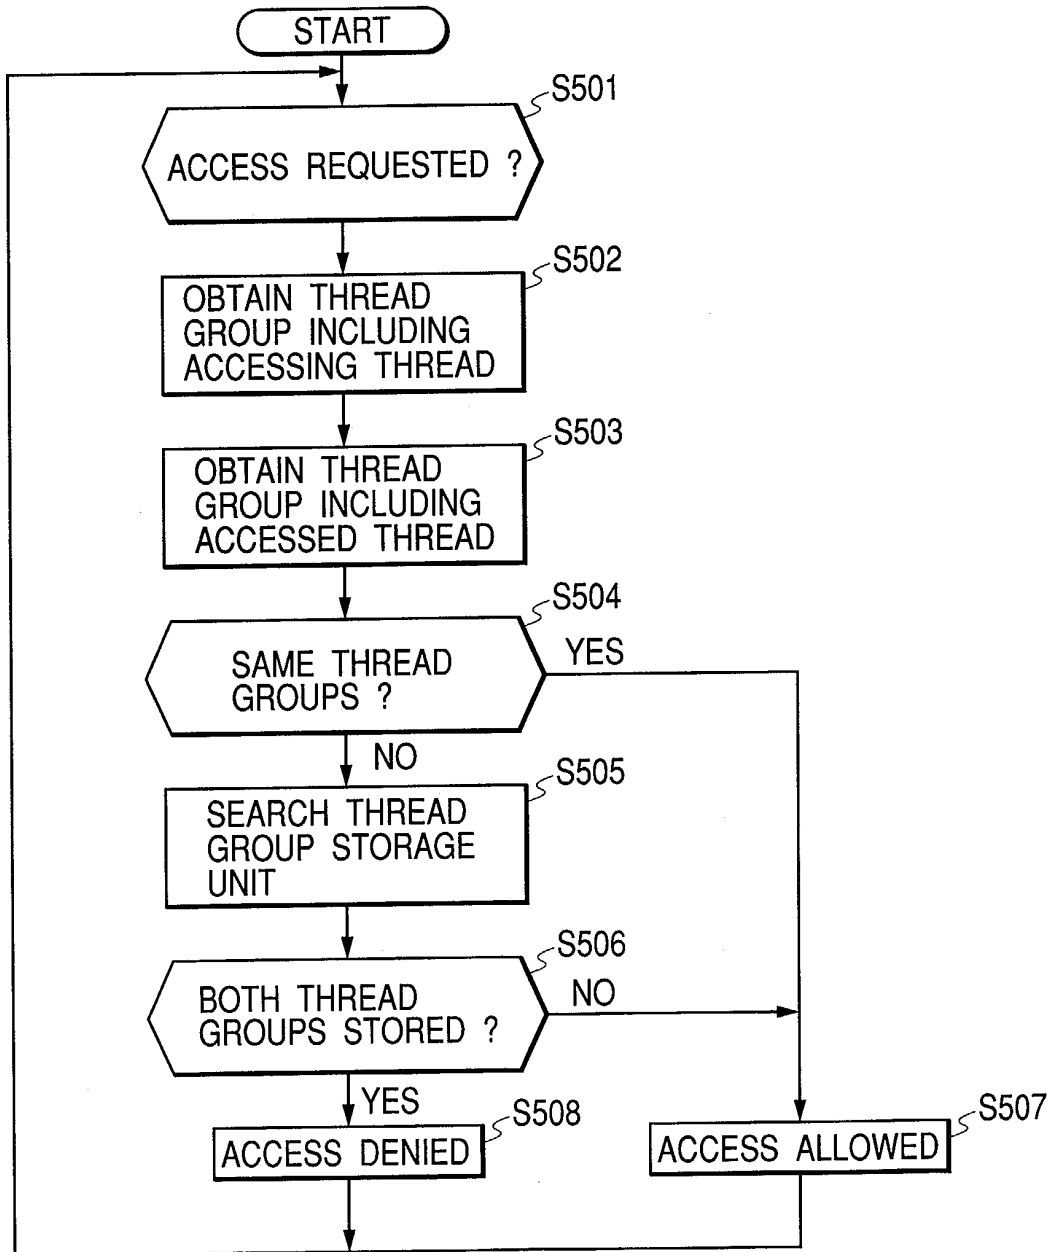 START
S501
ACCESS REQUESTED ?
S502
OBTAIN THREAD
GROUP INCLUDING
ACCESSING THREAD
S503
OBTAIN THREAD
GROUP INCLUDING
ACCESSED THREAD
S504
SAME THREAD
GROUPS ?
YES
NO
S505
SEARCH THREAD
GROUP STORAGE
UNIT
S506
BOTH THREAD
GROUPS STORED ?
NO
YES
S508
ACCESS DENIED
S507
ACCESS ALLOWED